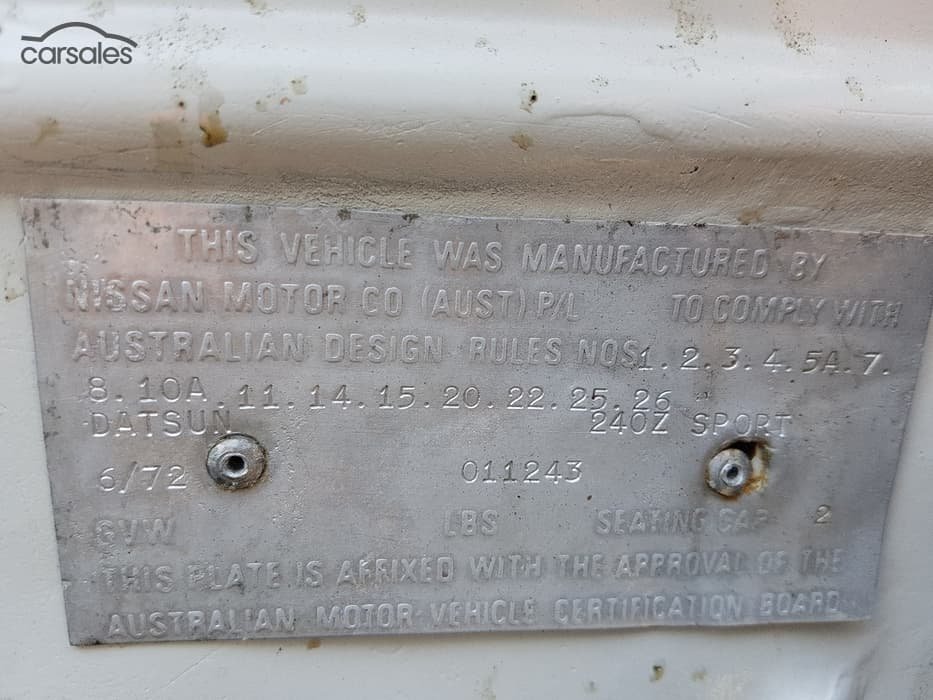 carsales
THIS VEHICLE WAS MANUFACTURED BY
NISSAN MOTOR CO (AUST) P/L TO COMPLY WITH
AUSTRALIAN DESIGN RULES NOS 1. 2. 3. 4. 5A. 7.
8. 10A. 11. 14. 15. 20. 22. 25. 26
DATSUN 240Z SPORT
6/72 011243
GVW LBS SEATING CAP 2
THIS PLATE IS AFFIXED WITH THE APPROVAL OF THE
AUSTRALIAN MOTOR VEHICLE CERTIFICATION BOARD